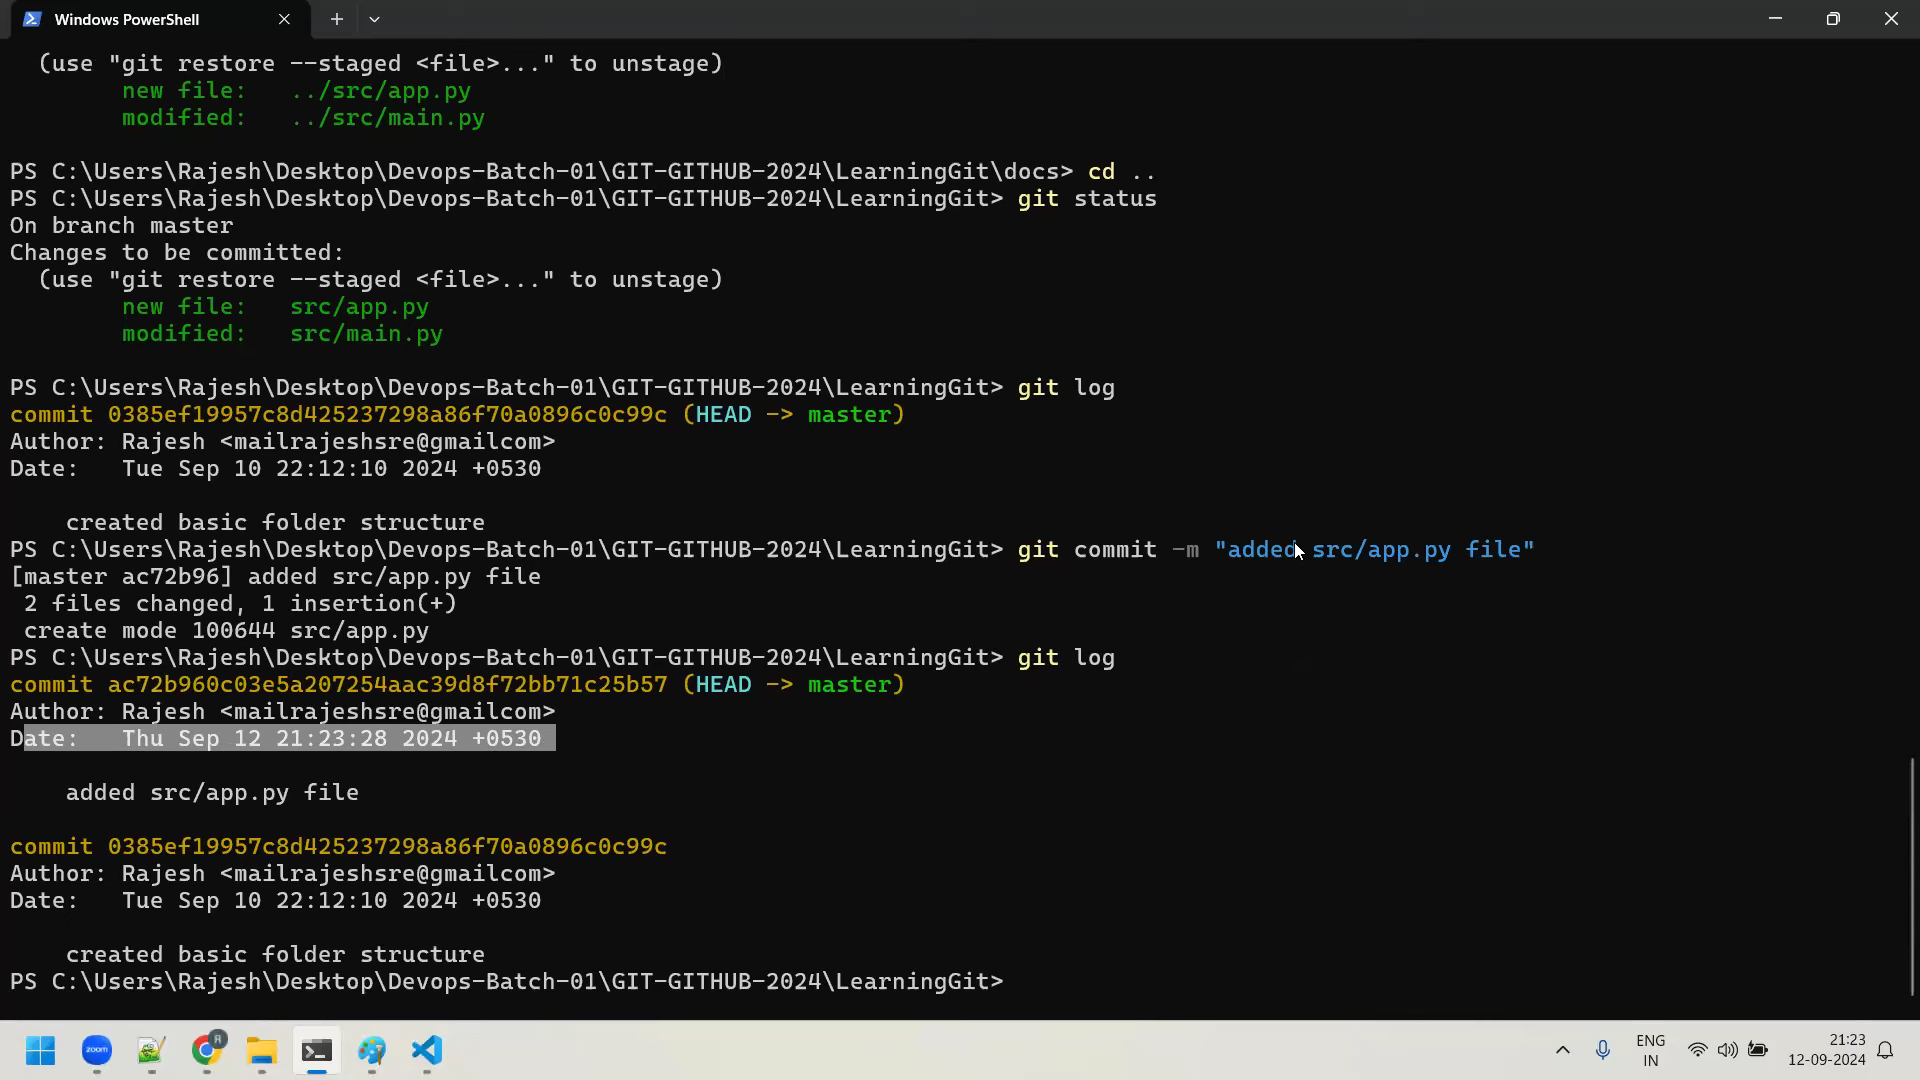 Windows PowerShell
  (use "git restore --staged <file>..." to unstage)
        new file:   ../src/app.py
        modified:   ../src/main.py
PS C:\Users\Rajesh\Desktop\Devops-Batch-01\GIT-GITHUB-2024\LearningGit\docs> cd ..
PS C:\Users\Rajesh\Desktop\Devops-Batch-01\GIT-GITHUB-2024\LearningGit> git status
On branch master
Changes to be committed:
  (use "git restore --staged <file>..." to unstage)
        new file:   src/app.py
        modified:   src/main.py
PS C:\Users\Rajesh\Desktop\Devops-Batch-01\GIT-GITHUB-2024\LearningGit> git log
commit 0385ef19957c8d425237298a86f70a0896c0c99c (HEAD -> master)
Author: Rajesh <mailrajeshsre@gmailcom>
Date:   Tue Sep 10 22:12:10 2024 +0530
    created basic folder structure
PS C:\Users\Rajesh\Desktop\Devops-Batch-01\GIT-GITHUB-2024\LearningGit> git commit -m "added src/app.py file"
[master ac72b96] added src/app.py file
 2 files changed, 1 insertion(+)
 create mode 100644 src/app.py
PS C:\Users\Rajesh\Desktop\Devops-Batch-01\GIT-GITHUB-2024\LearningGit> git log
commit ac72b960c03e5a207254aac39d8f72bb71c25b57 (HEAD -> master)
Author: Rajesh <mailrajeshsre@gmailcom>
Date:   Thu Sep 12 21:23:28 2024 +0530
    added src/app.py file
commit 0385ef19957c8d425237298a86f70a0896c0c99c
Author: Rajesh <mailrajeshsre@gmailcom>
Date:   Tue Sep 10 22:12:10 2024 +0530
    created basic folder structure
PS C:\Users\Rajesh\Desktop\Devops-Batch-01\GIT-GITHUB-2024\LearningGit>
zoom
R
ENG
IN
21:23
12-09-2024